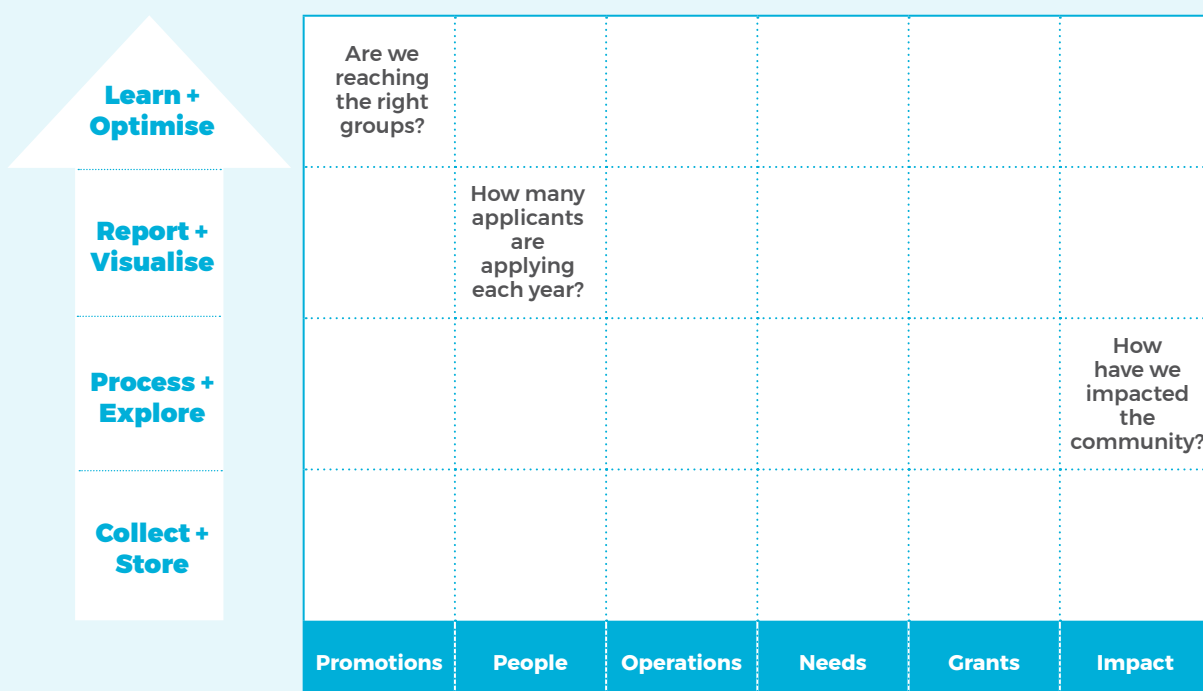 Learn +
Optimise
Are we
reaching
the right
groups?
Report +
Visualise
How many
applicants
are
applying
each year?
Process +
Explore
How
have we
impacted
the
community?
Collect +
Store
Promotions
People
Operations
Needs
Grants
Impact